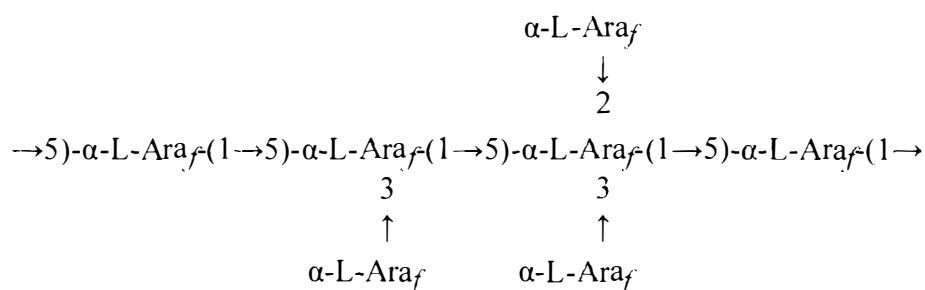 α-L-Araf
↓
2
→5)-α-L-Araf-(1→5)-α-L-Araf-(1→5)-α-L-Araf-(1→5)-α-L-Araf-(1→
3 3
↑ ↑
α-L-Araf α-L-Araf